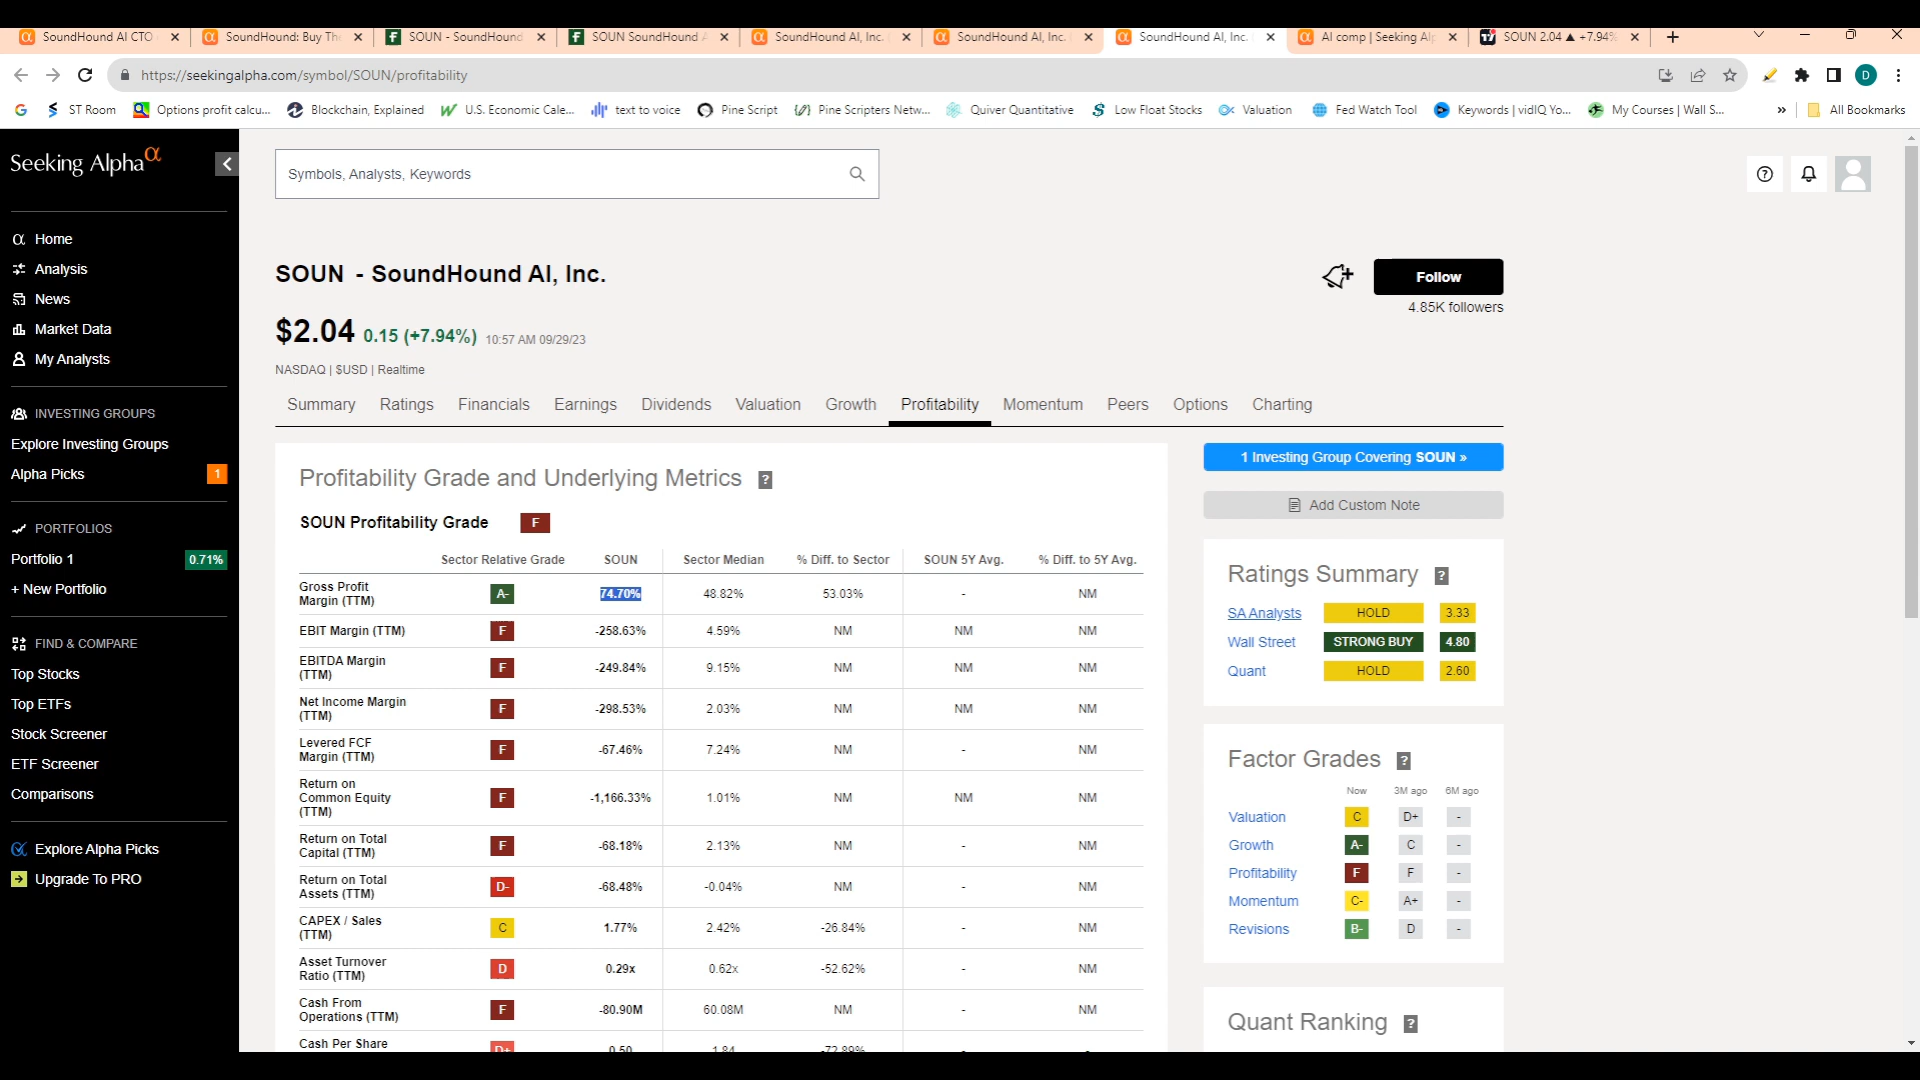 SoundHound AI CTO
SoundHound: Buy Th
SOUN - SoundHound
SOUN SoundHound A
SoundHound AI, Inc. (
SoundHound AI, Inc.
SoundHound AI, Inc.
AI comp | Seeking Alp
SOUN 2.04 ▲ +7.94%
https://seekingalpha.com/symbol/SOUN/profitability
D
ST Room
Options profit calcu...
Blockchain, Explained
U.S. Economic Cale...
text to voice
Pine Script
Pine Scripters Netw...
Quiver Quantitative
Low Float Stocks
Valuation
Fed Watch Tool
Keywords | vidIQ Yo...
My Courses | Wall S...
»
All Bookmarks
Seeking Alpha α
Symbols, Analysts, Keywords
Home
Analysis
News
Market Data
My Analysts
INVESTING GROUPS
Explore Investing Groups
Alpha Picks 1
PORTFOLIOS
Portfolio 1 0.71%
+ New Portfolio
FIND & COMPARE
Top Stocks
Top ETFs
Stock Screener
ETF Screener
Comparisons
Explore Alpha Picks
Upgrade To PRO
SOUN - SoundHound AI, Inc.
Follow
4.85K followers
$2.04 0.15 (+7.94%) 10:57 AM 09/29/23
NASDAQ | $USD | Realtime
Summary Ratings Financials Earnings Dividends Valuation Growth Profitability Momentum Peers Options Charting
Profitability Grade and Underlying Metrics ?
SOUN Profitability Grade F
Sector Relative Grade SOUN Sector Median % Diff. to Sector SOUN 5Y Avg. % Diff. to 5Y Avg.
Gross Profit
Margin (TTM) A- 74.70% 48.82% 53.03% - NM
EBIT Margin (TTM) F -258.63% 4.59% NM NM NM
EBITDA Margin
(TTM) F -249.84% 9.15% NM NM NM
Net Income Margin
(TTM) F -298.53% 2.03% NM NM NM
Levered FCF
Margin (TTM) F -67.46% 7.24% NM - NM
Return on
Common Equity
(TTM) F -1,166.33% 1.01% NM NM NM
Return on Total
Capital (TTM) F -68.18% 2.13% NM - NM
Return on Total
Assets (TTM) D- -68.48% -0.04% NM - NM
CAPEX / Sales
(TTM) C 1.77% 2.42% -26.84% - NM
Asset Turnover
Ratio (TTM) D 0.29x 0.62x -52.62% - NM
Cash From
Operations (TTM) F -80.90M 60.08M NM - NM
Cash Per Share D+ 0.50 1.84 -72.89% - -
1 Investing Group Covering SOUN »
Add Custom Note
Ratings Summary ?
SA Analysts HOLD 3.33
Wall Street STRONG BUY 4.80
Quant HOLD 2.60
Factor Grades ?
Now 3M ago 6M ago
Valuation C D+ -
Growth A- C -
Profitability F F -
Momentum C- A+ -
Revisions B- D -
Quant Ranking ?